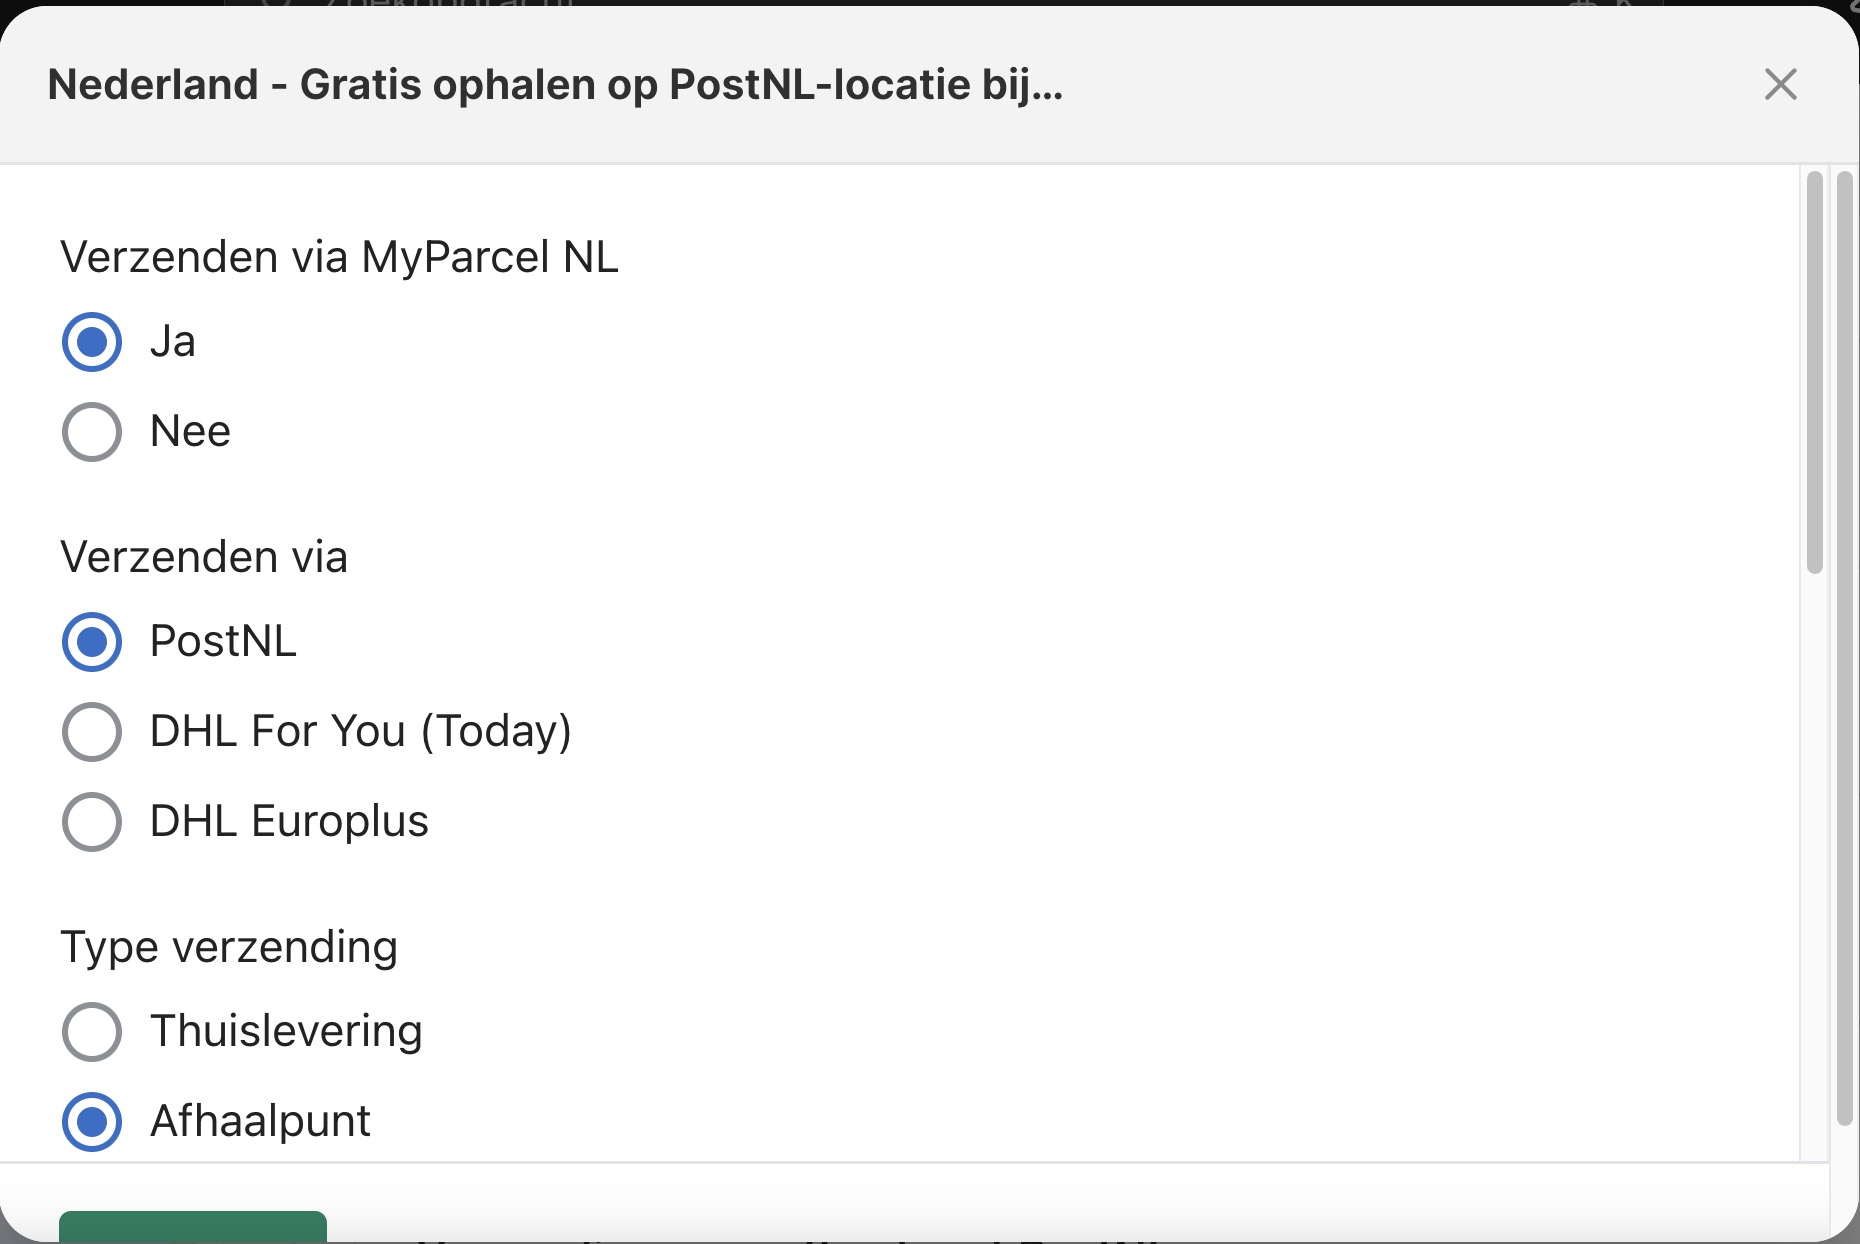 Nederland - Gratis ophalen op PostNL-locatie bij...
Verzenden via MyParcel NL
Ja
Nee
Verzenden via
PostNL
DHL For You (Today)
DHL Europlus
Type verzending
Thuislevering
Afhaalpunt